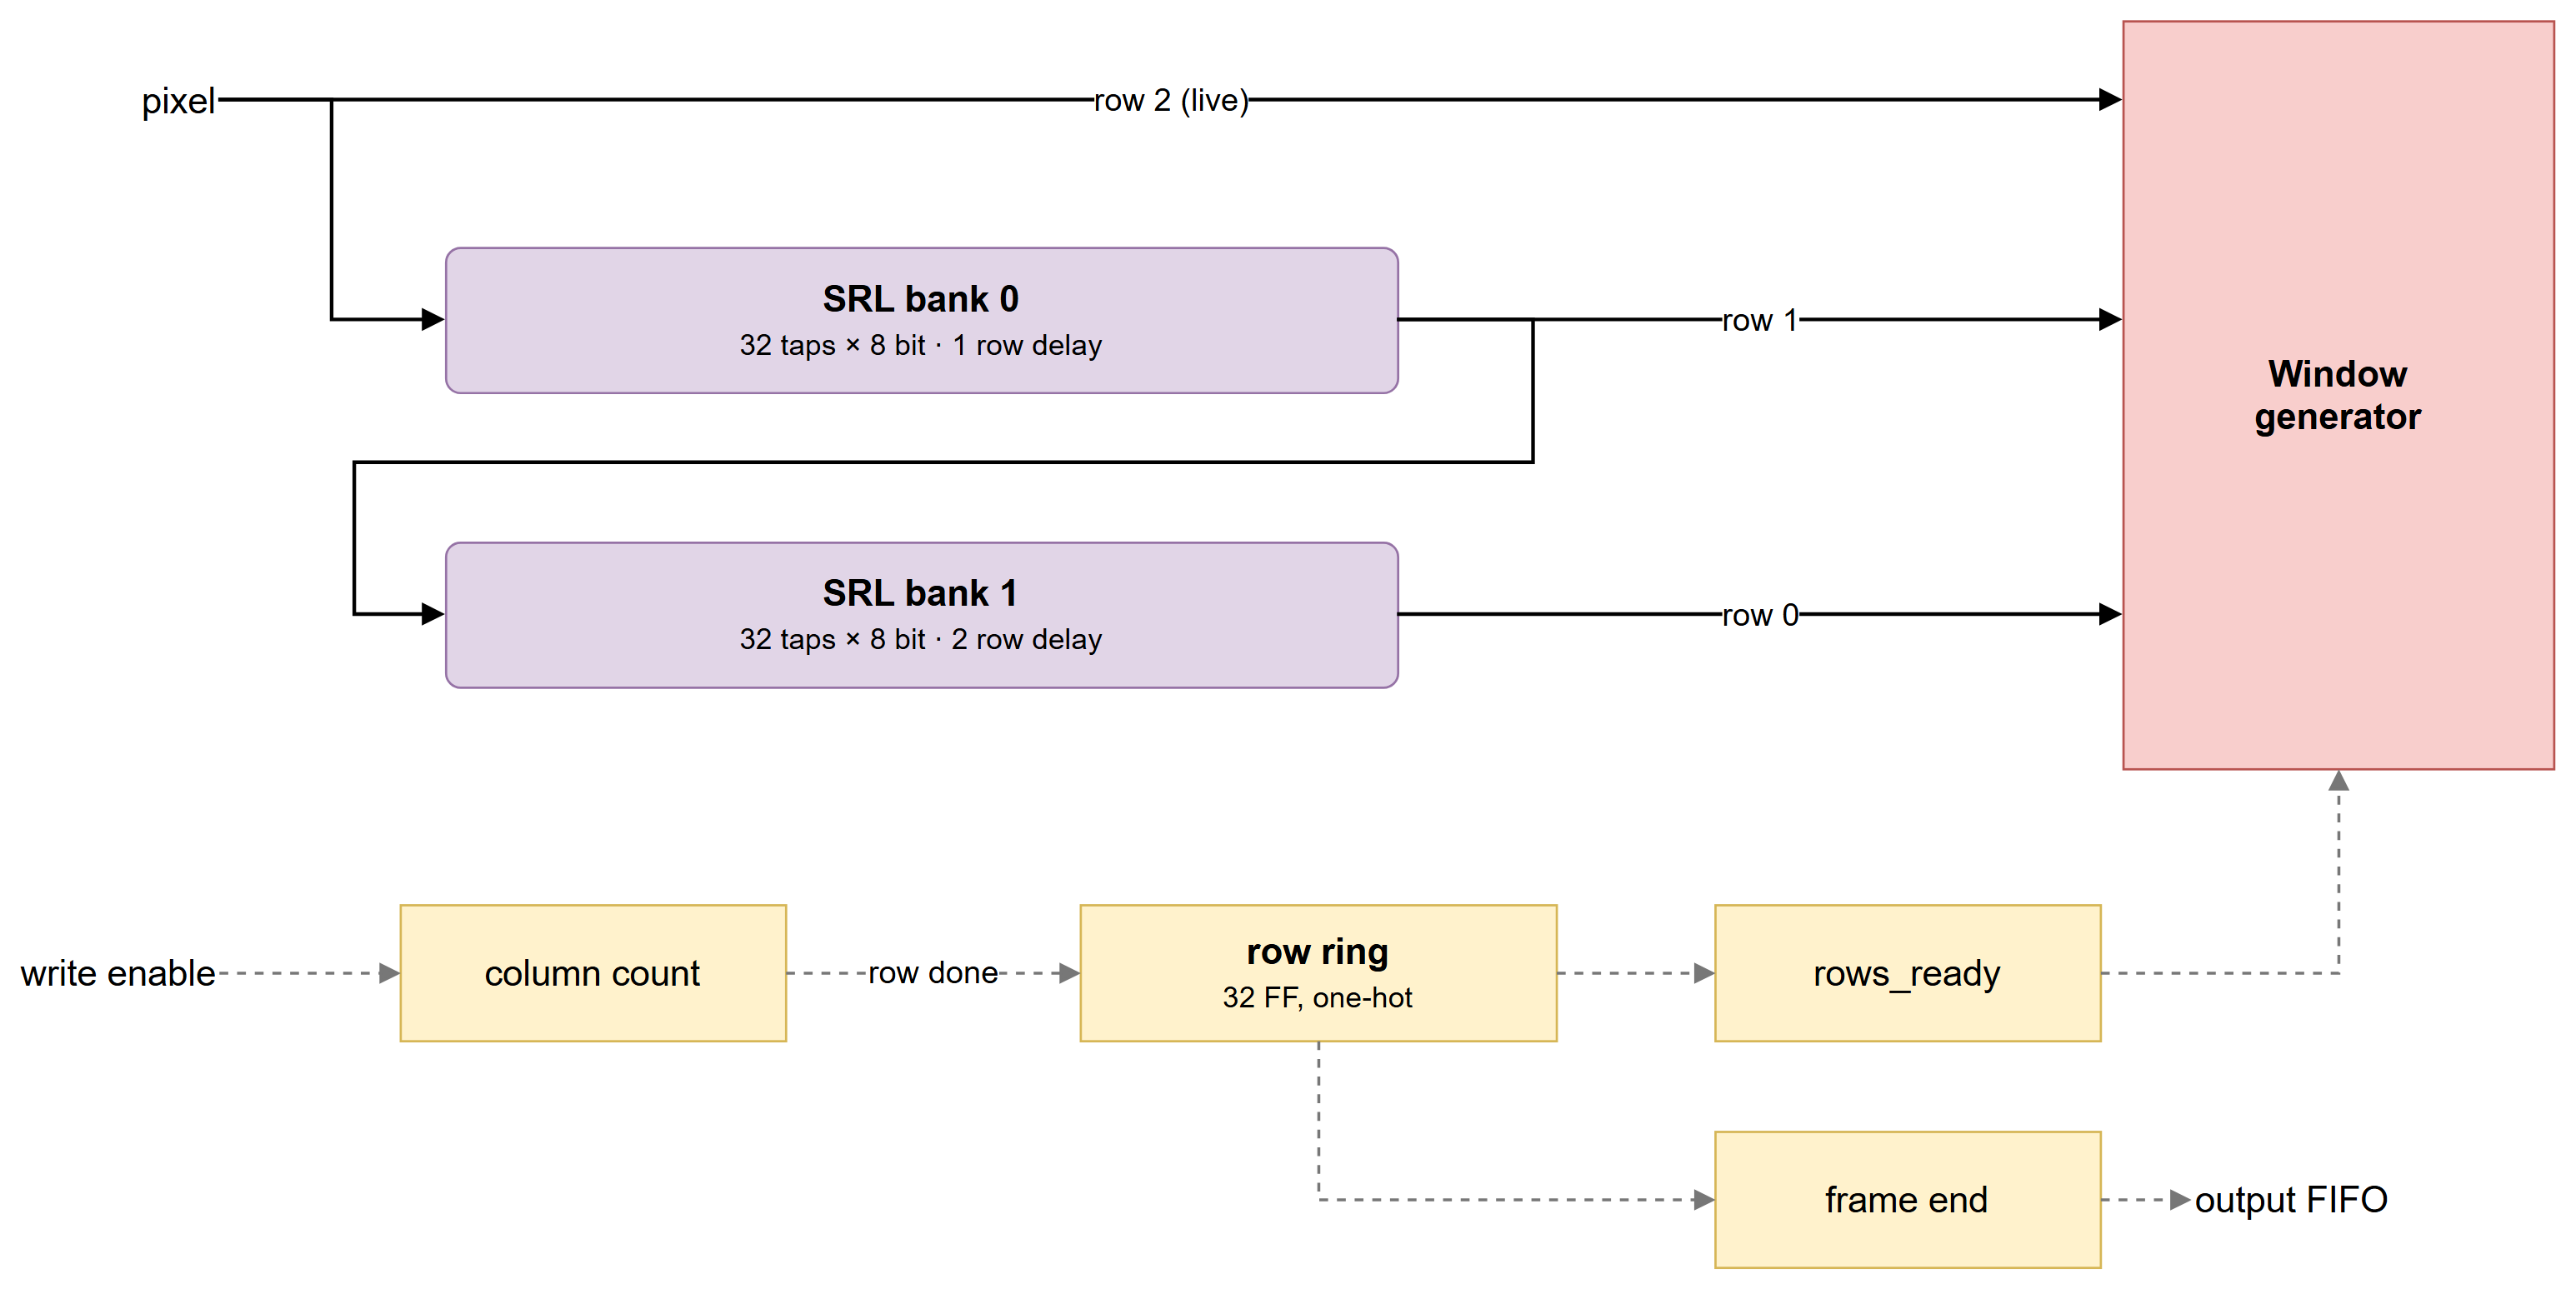 pixel
row 2 (live)
SRL bank 0
32 taps × 8 bit · 1 row delay
row 1
Window
generator
SRL bank 1
32 taps × 8 bit · 2 row delay
row 0
write enable
column count
row done
row ring
32 FF, one-hot
rows_ready
frame end
output FIFO